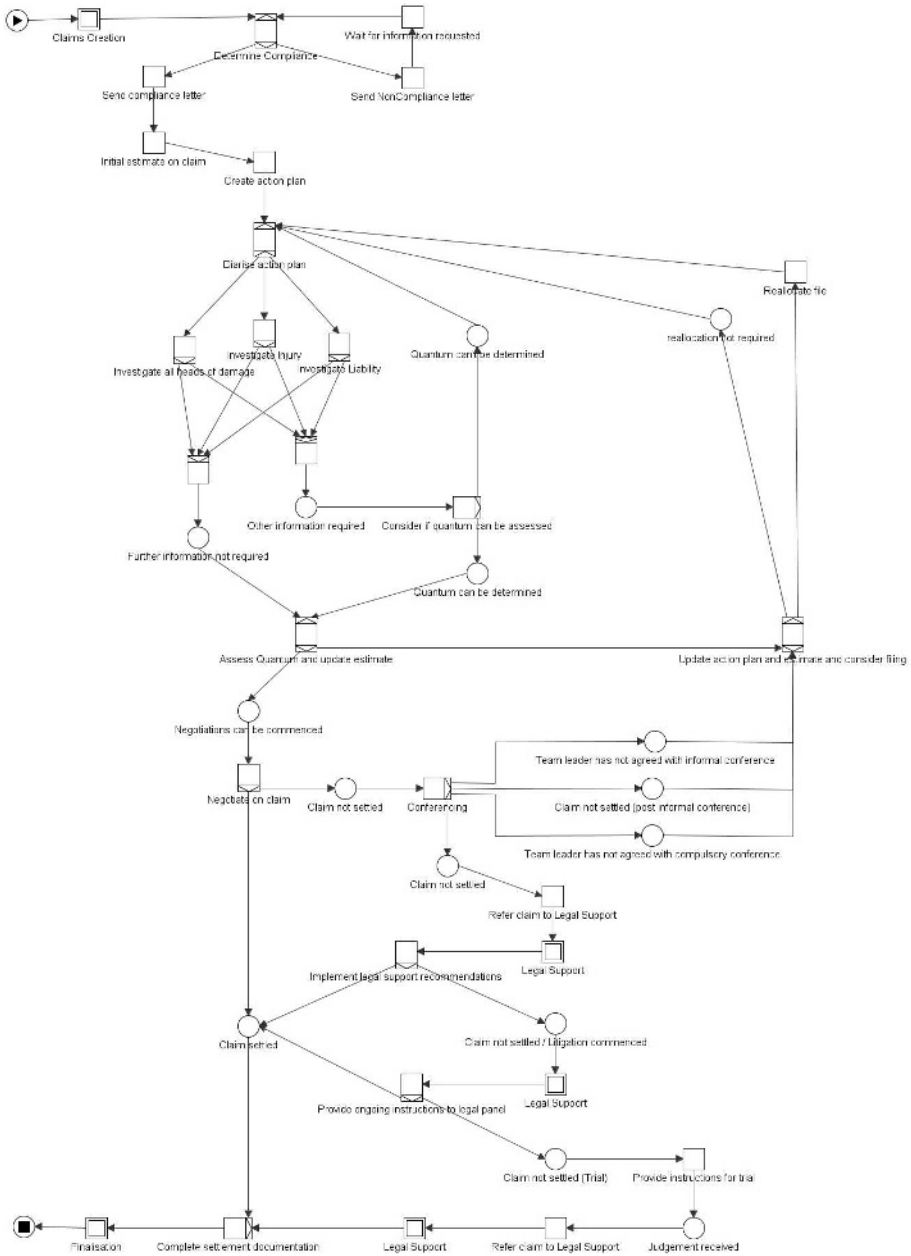 Claims Creation
Determine Compliance
Wait for information requested
Send compliance letter
Send NonCompliance letter
Initial estimate on claim
Create action plan
Diarise action plan
Reallocate file
reallocation not required
Investigate all heads of damage
Investigate Injury
Investigate Liability
Quantum can be determined
Other information required
Consider if quantum can be assessed
Further information not required
Quantum can be determined
Assess Quantum and update estimate
Update action plan and estimate and consider filing
Negotiations can be commenced
Team leader has not agreed with informal conference
Negotiate on claim
Claim not settled
Conferencing
Claim not settled (post informal conference)
Team leader has not agreed with compulsory conference
Claim not settled
Refer claim to Legal Support
Implement legal support recommendations
Legal Support
Claim settled
Claim not settled / Litigation commenced
Provide ongoing instructions to legal panel
Legal Support
Claim not settled (Trial)
Provide instructions for trial
Finalisation
Complete settlement documentation
Legal Support
Refer claim to Legal Support
Judgement received